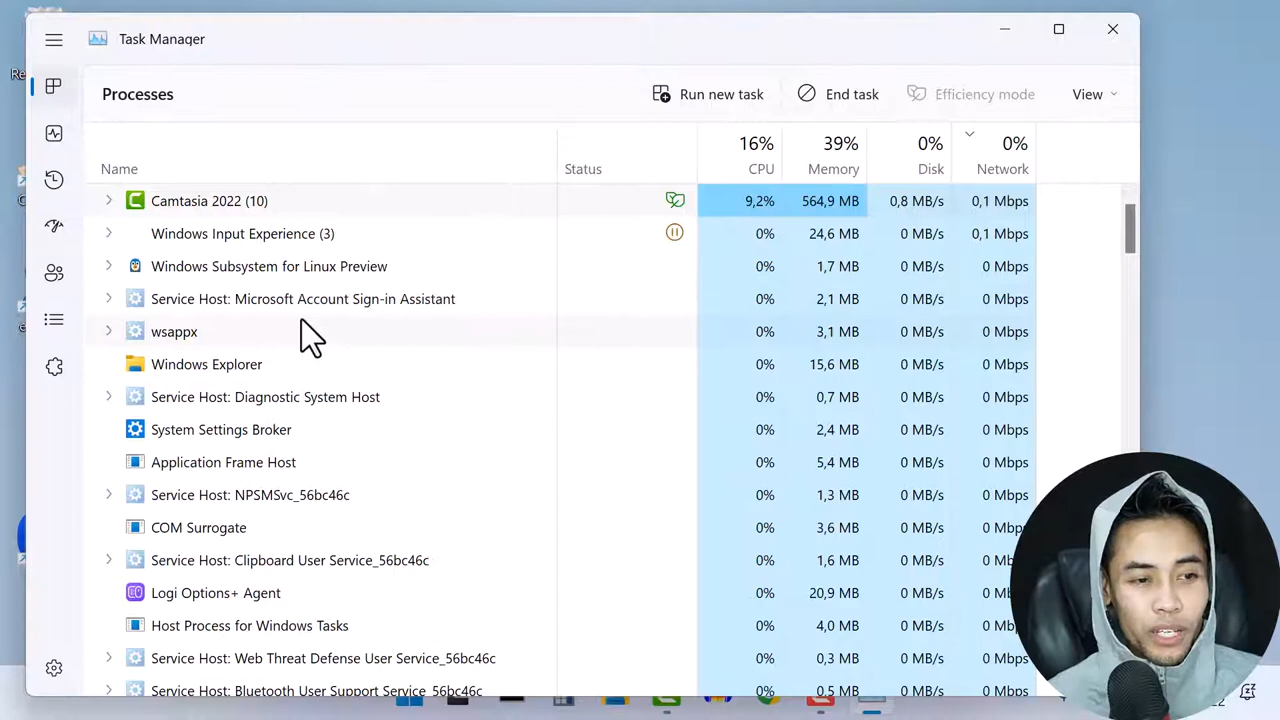 Task Manager
Processes
Run new task
End task
Efficiency mode
View
16% 39% 0% 0%
Name Status CPU Memory Disk Network
Camtasia 2022 (10) 9,2% 564,9 MB 0,8 MB/s 0,1 Mbps
Windows Input Experience (3) 0% 24,6 MB 0 MB/s 0,1 Mbps
Windows Subsystem for Linux Preview 0% 1,7 MB 0 MB/s 0 Mbps
Service Host: Microsoft Account Sign-in Assistant 0% 2,1 MB 0 MB/s 0 Mbps
wsappx 0% 3,1 MB 0 MB/s 0 Mbps
Windows Explorer 0% 15,6 MB 0 MB/s 0 Mbps
Service Host: Diagnostic System Host 0% 0,7 MB 0 MB/s 0 Mbps
System Settings Broker 0% 2,4 MB 0 MB/s 0 Mbps
Application Frame Host 0% 5,4 MB 0 MB/s 0 Mbps
Service Host: NPSMSvc_56bc46c 0% 1,3 MB 0 MB/s 0 Mbps
COM Surrogate 0% 3,6 MB 0 MB/s 0 Mbps
Service Host: Clipboard User Service_56bc46c 0% 1,6 MB 0 MB/s 0
Logi Options+ Agent 0% 20,9 MB 0 MB/s 0
Host Process for Windows Tasks 0% 4,0 MB 0 MB/s 0
Service Host: Web Threat Defense User Service_56bc46c 0% 0,3 MB 0 MB/s 0
Service Host: Bluetooth User Support Service_56bc46c 0% 0,5 MB 0 MB/s 0